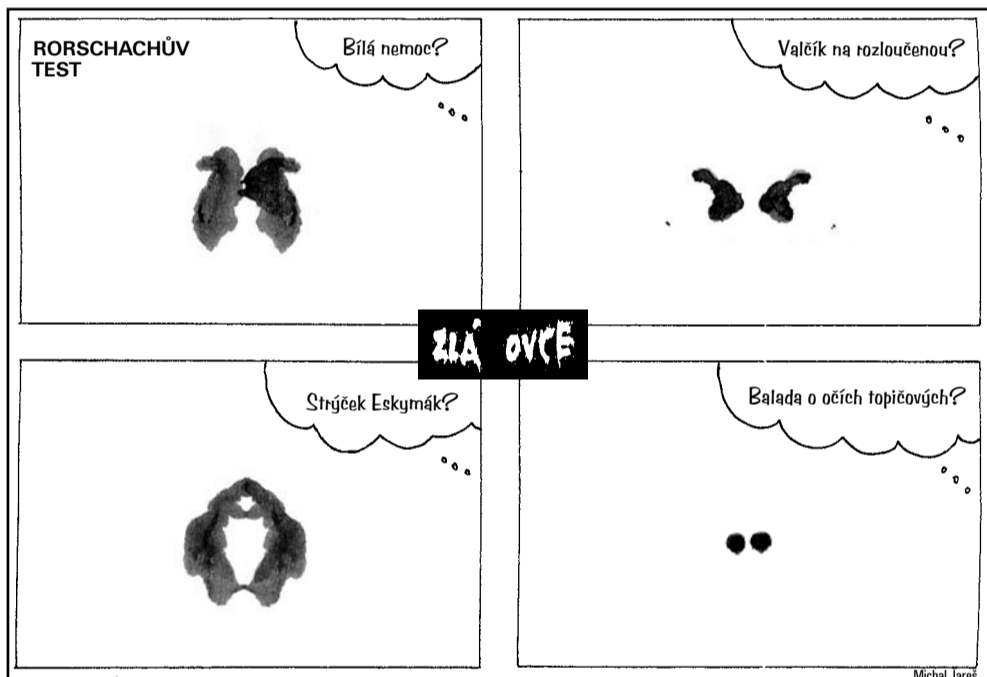 RORSCHACHŮV
TEST
Bílá nemoc?
Valčík na rozloučenou?
ZLÁ OVCE
Strýček Eskymák?
Balada o očích topičových?
Michal Jareš